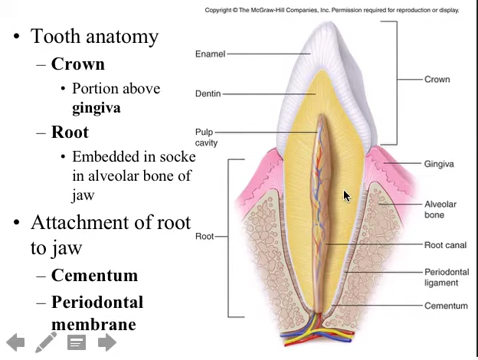 Copyright © The McGraw-Hill Companies, Inc. Permission required for reproduction or display.
• Tooth anatomy
– Crown
• Portion above
gingiva
– Root
• Embedded in socke
in alveolar bone of
jaw
• Attachment of root
to jaw
– Cementum
– Periodontal
membrane
Enamel
Dentin
Pulp
cavity
Root
Crown
Gingiva
Alveolar
bone
Root canal
Periodontal
ligament
Cementum